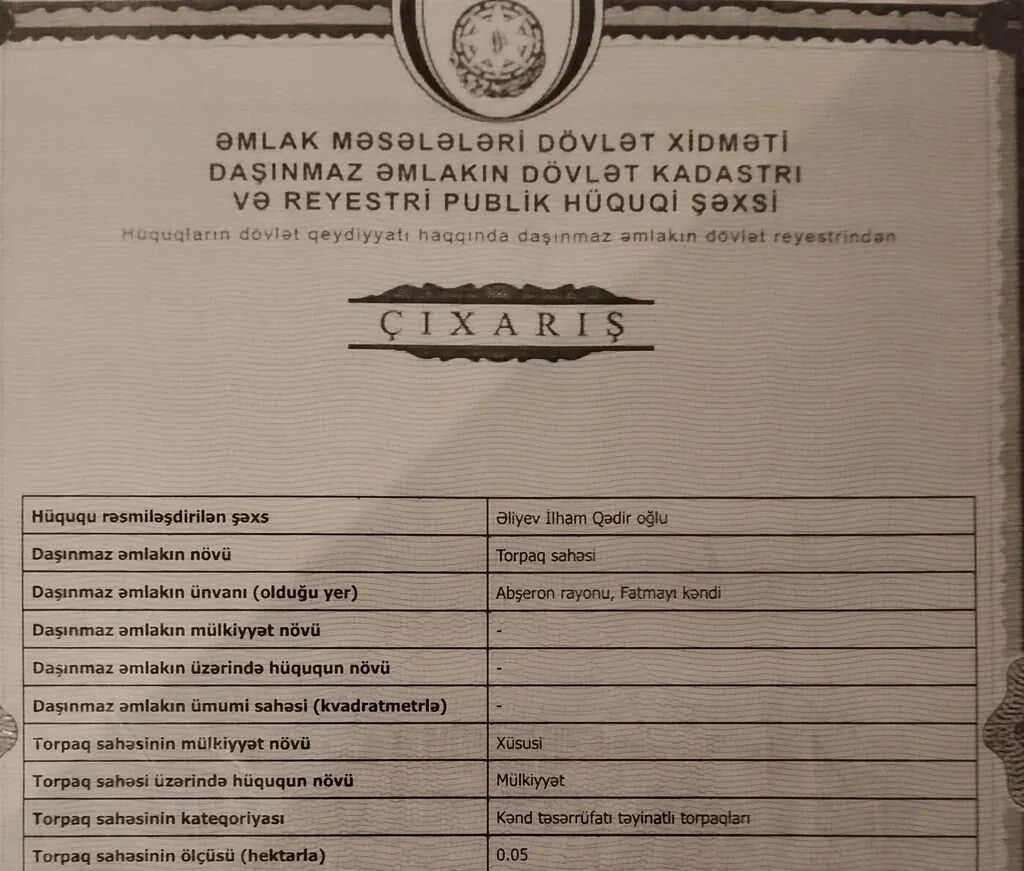 ƏMLAK MƏSƏLƏLƏRİ DÖVLƏT XİDMƏTİ
DAŞINMAZ ƏMLAKIN DÖVLƏT KADASTRI
VƏ REYESTRİ PUBLİK HÜQUQİ ŞƏXSİ
Hüquqların dövlət qeydiyyatı haqqında daşınmaz əmlakın dövlət reyestrindən
ÇIXARIŞ
Hüququ rəsmiləşdirilən şəxs Əliyev İlham Qədir oğlu
Daşınmaz əmlakın növü Torpaq sahəsi
Daşınmaz əmlakın ünvanı (olduğu yer) Abşeron rayonu, Fatmayı kəndi
Daşınmaz əmlakın mülkiyyət növü -
Daşınmaz əmlakın üzərində hüququn növü -
Daşınmaz əmlakın ümumi sahəsi (kvadratmetrlə) -
Torpaq sahəsinin mülkiyyət növü Xüsusi
Torpaq sahəsi üzərində hüququn növü Mülkiyyət
Torpaq sahəsinin kateqoriyası Kənd təsərrüfatı təyinatlı torpaqları
Torpaq sahəsinin ölçüsü (hektarla) 0.05